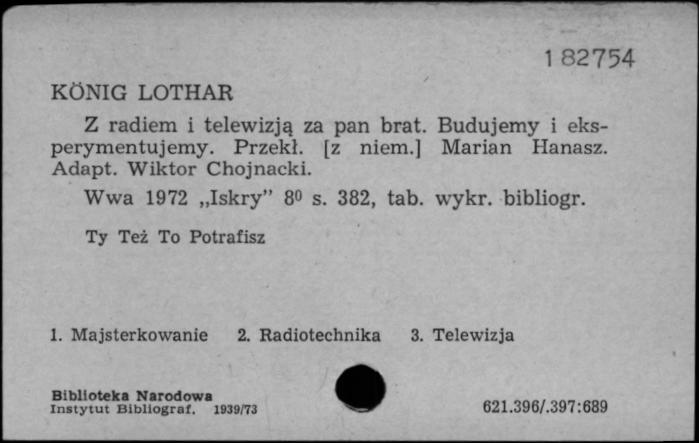 182754
KÖNIG LOTHAR
Z radiem i telewizją za pan brat. Budujemy i eks-
perymentujemy. Przekł. [z niem.] Marian Hanasz.
Adapt. Wiktor Chojnacki.
Wwa 1972 „Iskry” 8⁰ s. 382, tab. wykr. bibliogr.
Ty Też To Potrafisz
1. Majsterkowanie 2. Radiotechnika 3. Telewizja
Biblioteka Narodowa
Instytut Bibliograf. 1939/73
621.396/.397:689